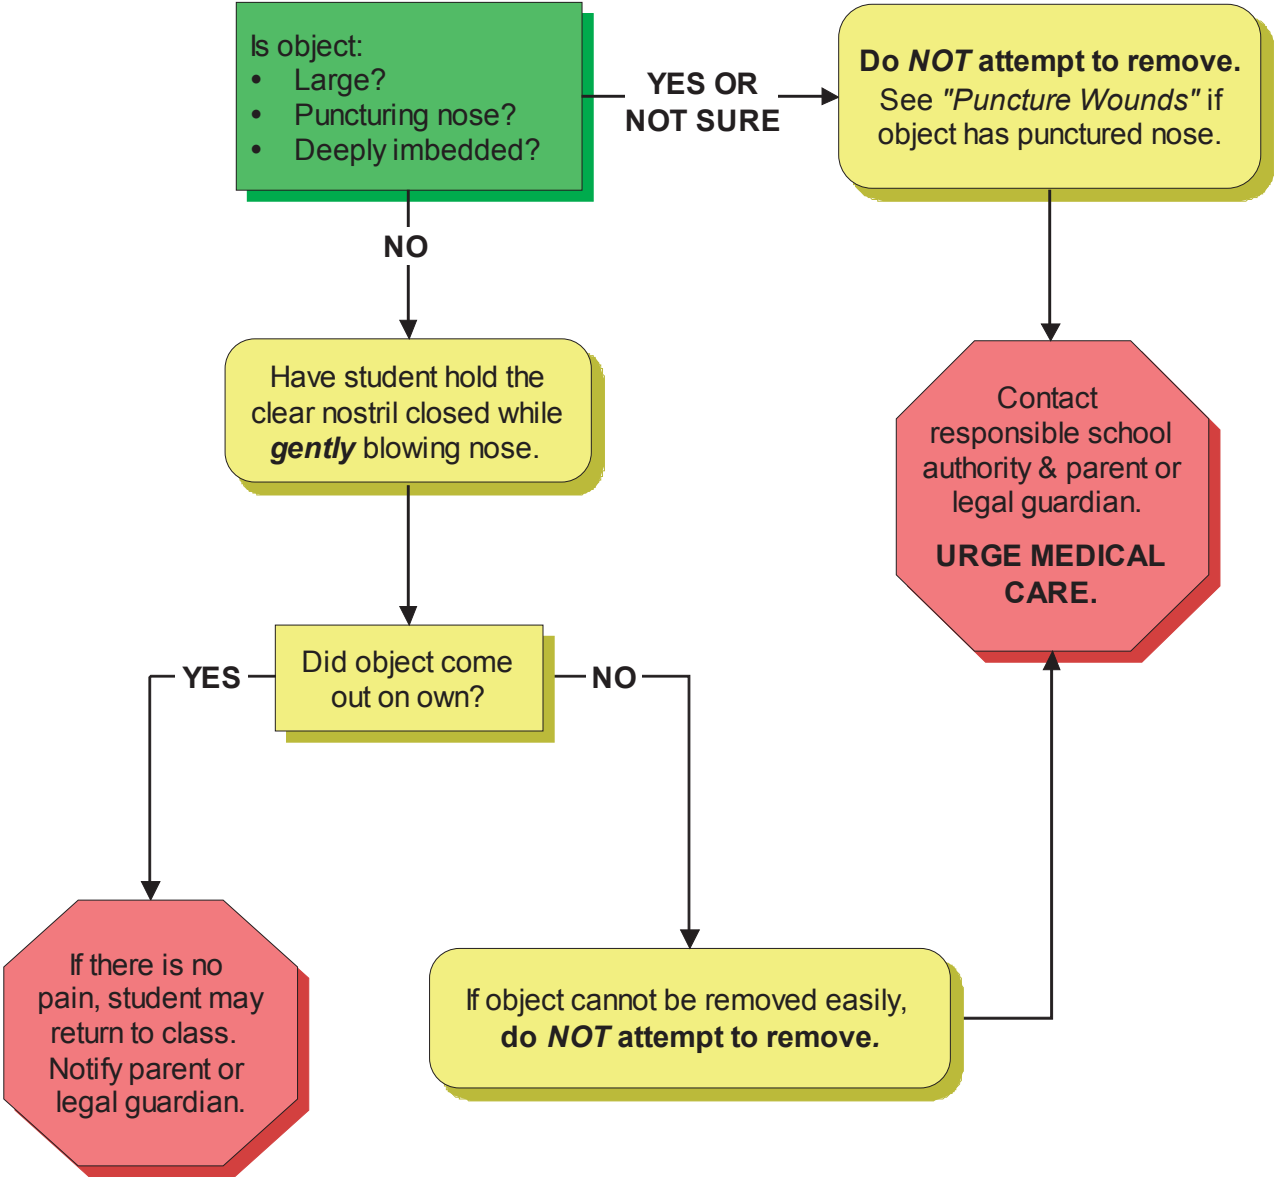 Is object:
• Large?
• Puncturing nose?
• Deeply imbedded?
YES OR
NOT SURE
Do NOT attempt to remove.
See "Puncture Wounds" if
object has punctured nose.
NO
Have student hold the
clear nostril closed while
gently blowing nose.
Contact
responsible school
authority & parent or
legal guardian.
URGE MEDICAL
CARE.
Did object come
out on own?
YES
NO
If there is no
pain, student may
return to class.
Notify parent or
legal guardian.
If object cannot be removed easily,
do NOT attempt to remove.